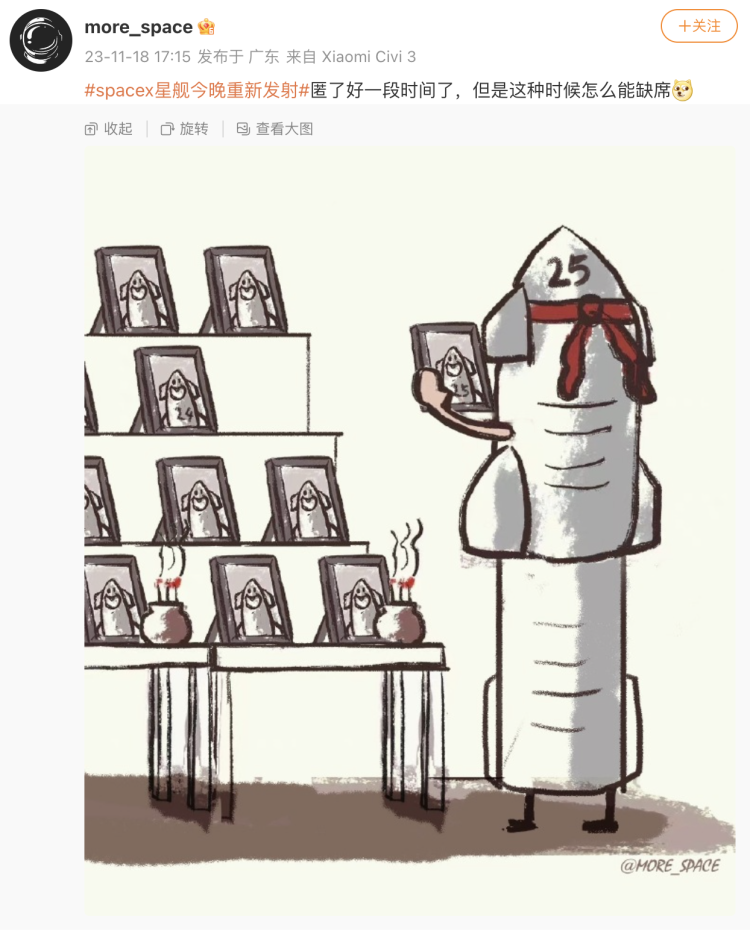 more_space
十关注
23-11-18 17:15 发布于 广东 来自 Xiaomi Civi 3
#spacex星舰今晚重新发射#匿了好一段时间了，但是这种时候怎么能缺席
收起
旋转
查看大图
25
25
24
@MORE_SPACE